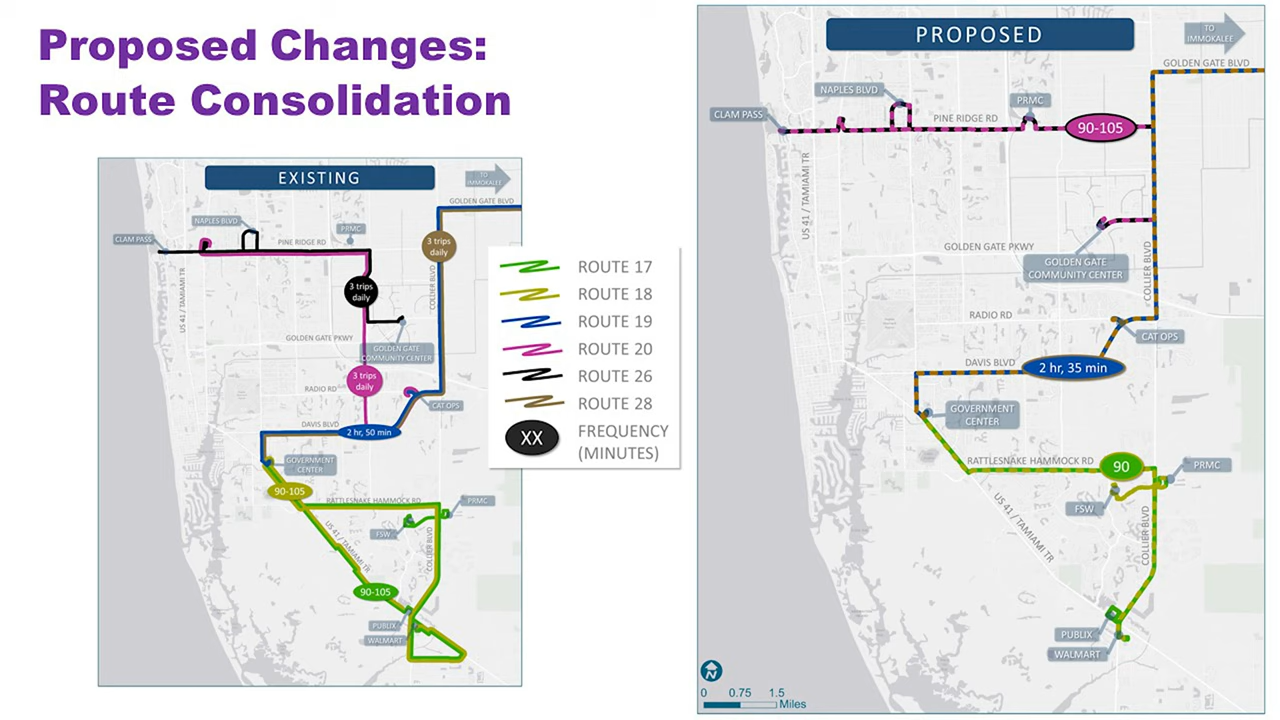 Proposed Changes:
Route Consolidation
EXISTING
TO
IMMOKALEE
GOLDEN GATE BLVD
NAPLES BLVD
CLAM PASS
PINE RIDGE RD
PRMC
3 trips
daily
3 trips
daily
US 41 / TAMIAMI TR
COLLIER BLVD
GOLDEN GATE PKWY
GOLDEN GATE
COMMUNITY CENTER
3 trips
daily
RADIO RD
CAT OPS
DAVIS BLVD
2 hr, 50 min
GOVERNMENT
CENTER
90-105
RATTLESNAKE HAMMOCK RD
PRMC
FSW
US 41 / TAMIAMI TR
COLLIER BLVD
90-105
PUBLIX
WALMART
ROUTE 17
ROUTE 18
ROUTE 19
ROUTE 20
ROUTE 26
ROUTE 28
XX
FREQUENCY
(MINUTES)
PROPOSED
TO
IMMOKALEE
GOLDEN GATE BLVD
NAPLES BLVD
PRMC
CLAM PASS
PINE RIDGE RD
90-105
US 41 / TAMIAMI TR
GOLDEN GATE PKWY
GOLDEN GATE
COMMUNITY CENTER
COLLIER BLVD
RADIO RD
CAT OPS
DAVIS BLVD
2 hr, 35 min
GOVERNMENT
CENTER
RATTLESNAKE HAMMOCK RD
90
PRMC
FSW
US 41 / TAMIAMI TR
COLLIER BLVD
PUBLIX
WALMART
N
0 0.75 1.5
Miles